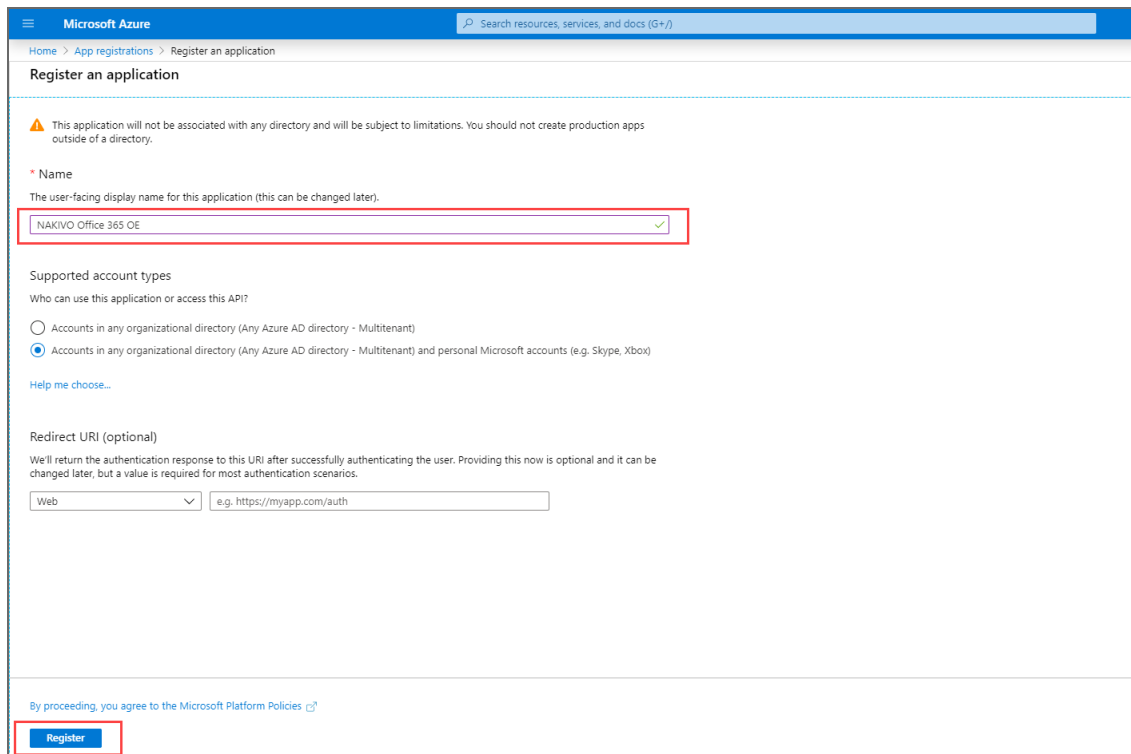 Microsoft Azure
Search resources, services, and docs (G+/)
Home > App registrations > Register an application
Register an application
This application will not be associated with any directory and will be subject to limitations. You should not create production apps
outside of a directory.
* Name
The user-facing display name for this application (this can be changed later).
NAKIVO Office 365 OE
Supported account types
Who can use this application or access this API?
Accounts in any organizational directory (Any Azure AD directory - Multitenant)
Accounts in any organizational directory (Any Azure AD directory - Multitenant) and personal Microsoft accounts (e.g. Skype, Xbox)
Help me choose...
Redirect URI (optional)
We'll return the authentication response to this URI after successfully authenticating the user. Providing this now is optional and it can be
changed later, but a value is required for most authentication scenarios.
Web
e.g. https://myapp.com/auth
By proceeding, you agree to the Microsoft Platform Policies
Register